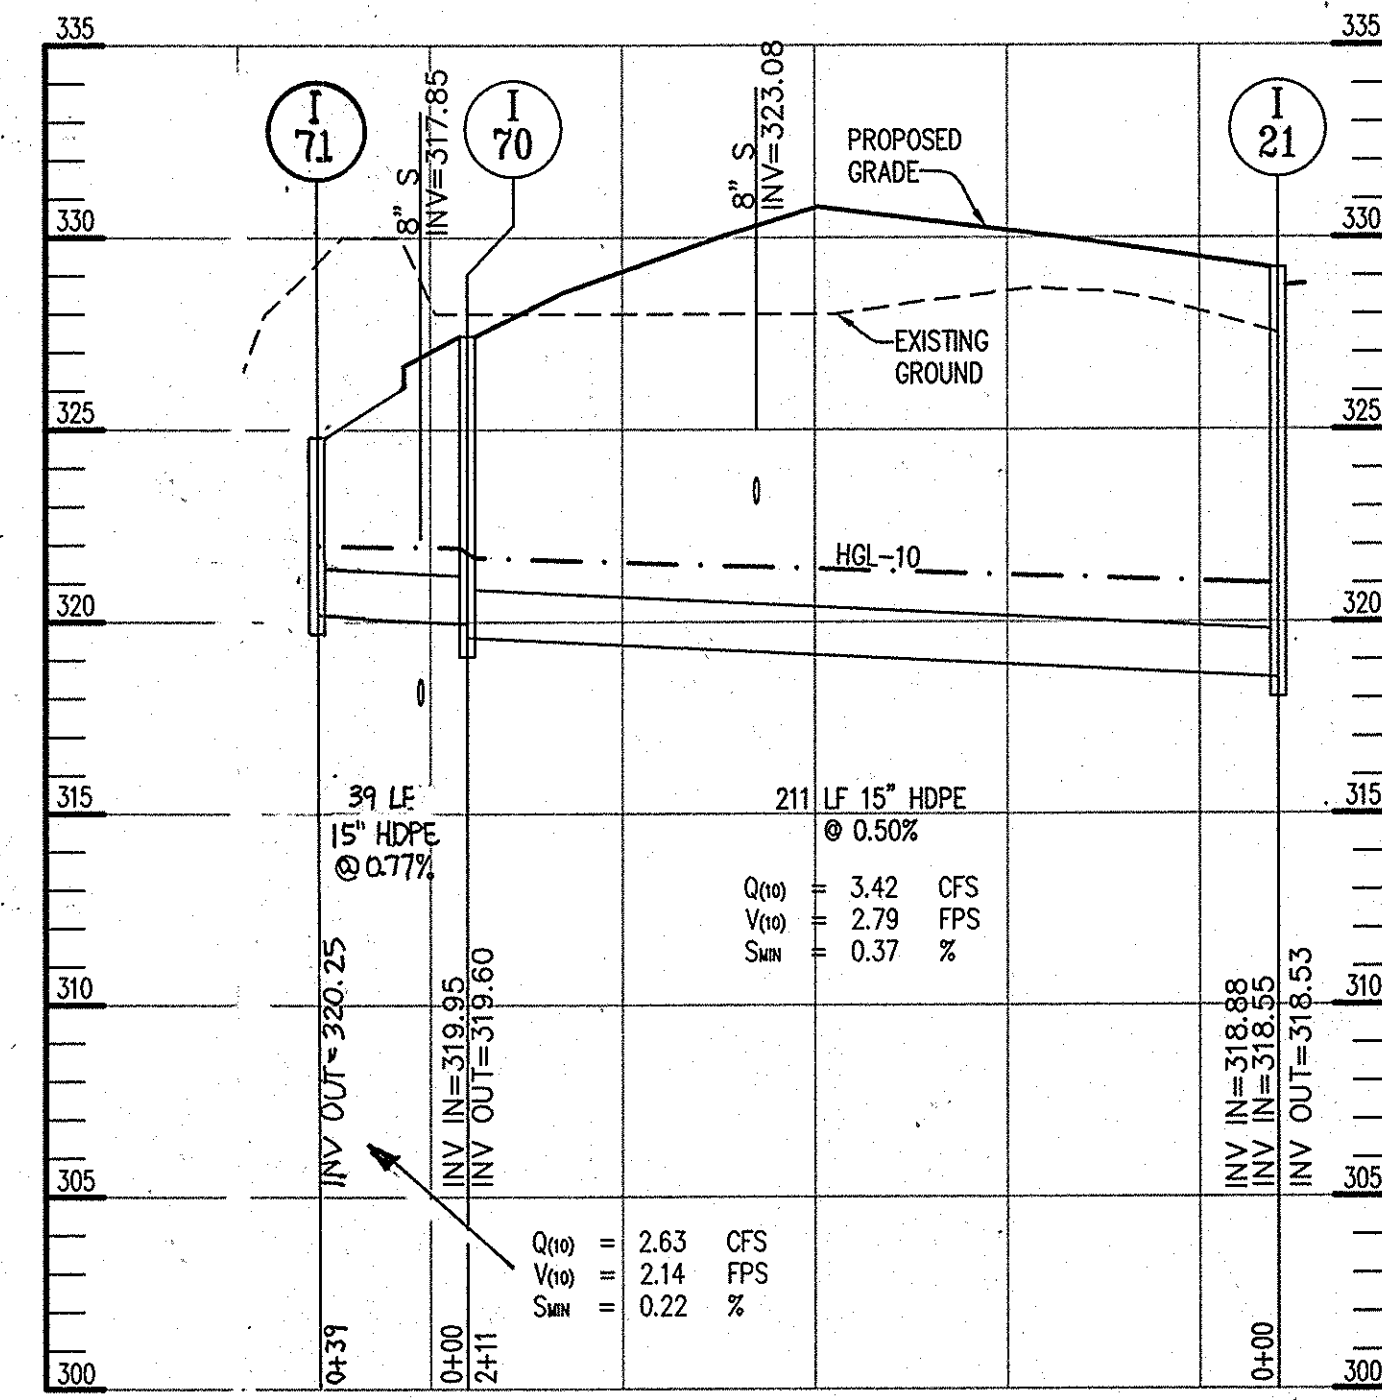 335
335
I
71
8" S
INV=317.85
I
70
8" S
INV=323.08
PROPOSED
GRADE
I
21
330
330
EXISTING
GROUND
325
325
HGL-10
320
320
39 LF
15" HDPE
@ 0.77%
211 LF 15" HDPE
@ 0.50%
315
315
Q(10) = 3.42 CFS
V(10) = 2.79 FPS
SMIN = 0.37 %
310
310
INV OUT=320.25
INV IN=319.95
INV OUT=319.60
INV IN=318.88
INV IN=318.55
INV OUT=318.53
305
305
Q(10) = 2.63 CFS
V(10) = 2.14 FPS
SMIN = 0.22 %
0+39
0+00
2+11
0+00
300
300